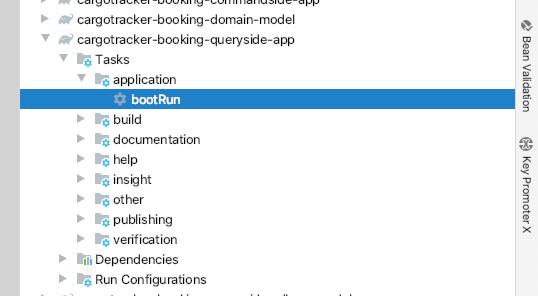 cargotracker-booking-commandside-app
cargotracker-booking-domain-model
cargotracker-booking-queryside-app
Tasks
application
bootRun
build
documentation
help
insight
other
publishing
verification
Dependencies
Run Configurations
Bean Validation
Key Promoter X